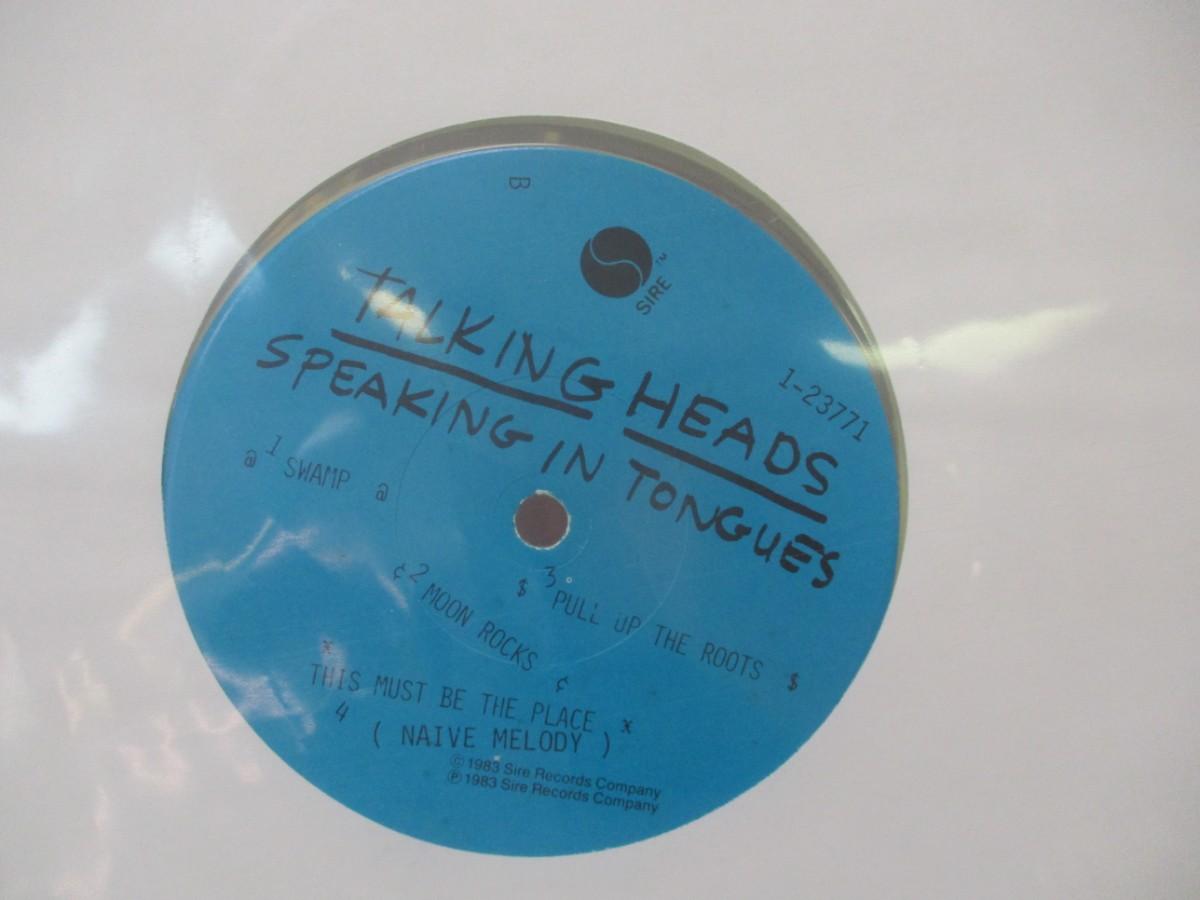 B
SIRE™
1-23771
TALKING HEADS
SPEAKING IN TONGUES
@ 1 SWAMP @
¢ 2 MOON ROCKS ¢
$ 3 PULL UP THE ROOTS $
* THIS MUST BE THE PLACE *
4 ( NAIVE MELODY )
©1983 Sire Records Company
℗1983 Sire Records Company